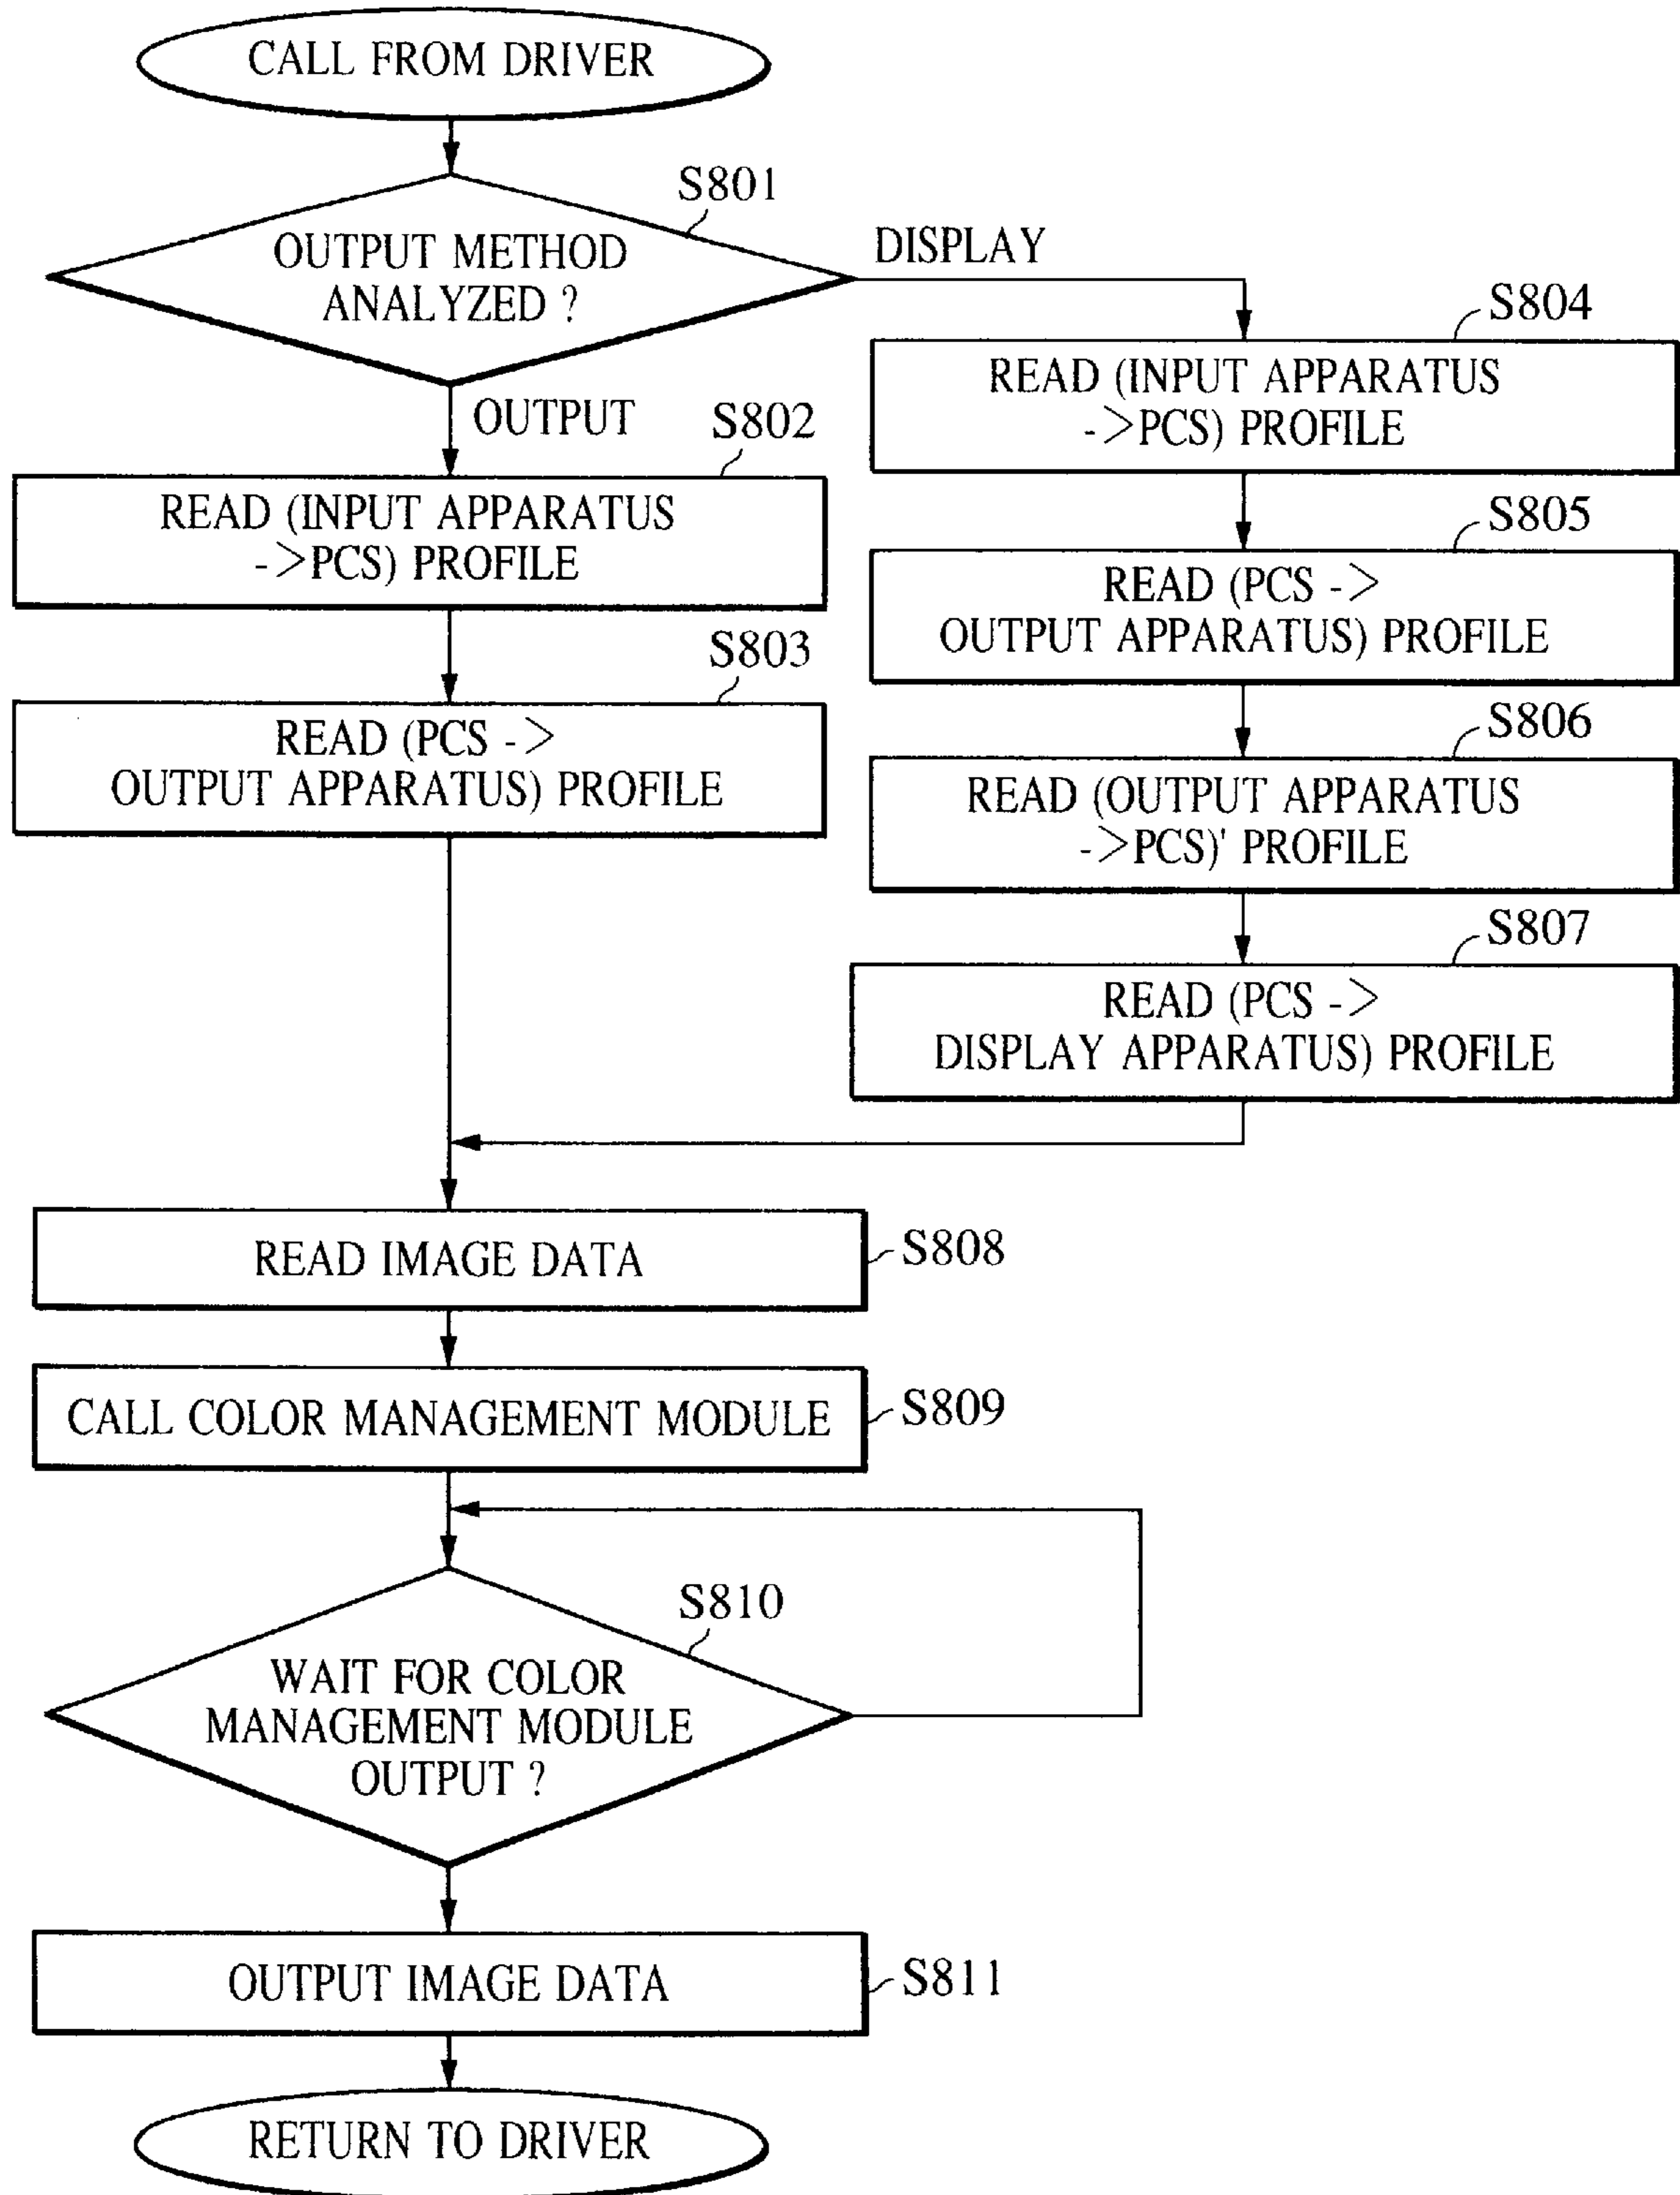 CALL FROM DRIVER
S801
OUTPUT METHOD
ANALYZED ?
DISPLAY
OUTPUT
S802
READ (INPUT APPARATUS
->PCS) PROFILE
S803
READ (PCS ->
OUTPUT APPARATUS) PROFILE
S804
READ (INPUT APPARATUS
->PCS) PROFILE
S805
READ (PCS ->
OUTPUT APPARATUS) PROFILE
S806
READ (OUTPUT APPARATUS
->PCS)' PROFILE
S807
READ (PCS ->
DISPLAY APPARATUS) PROFILE
READ IMAGE DATA
S808
CALL COLOR MANAGEMENT MODULE
S809
S810
WAIT FOR COLOR
MANAGEMENT MODULE
OUTPUT ?
OUTPUT IMAGE DATA
S811
RETURN TO DRIVER